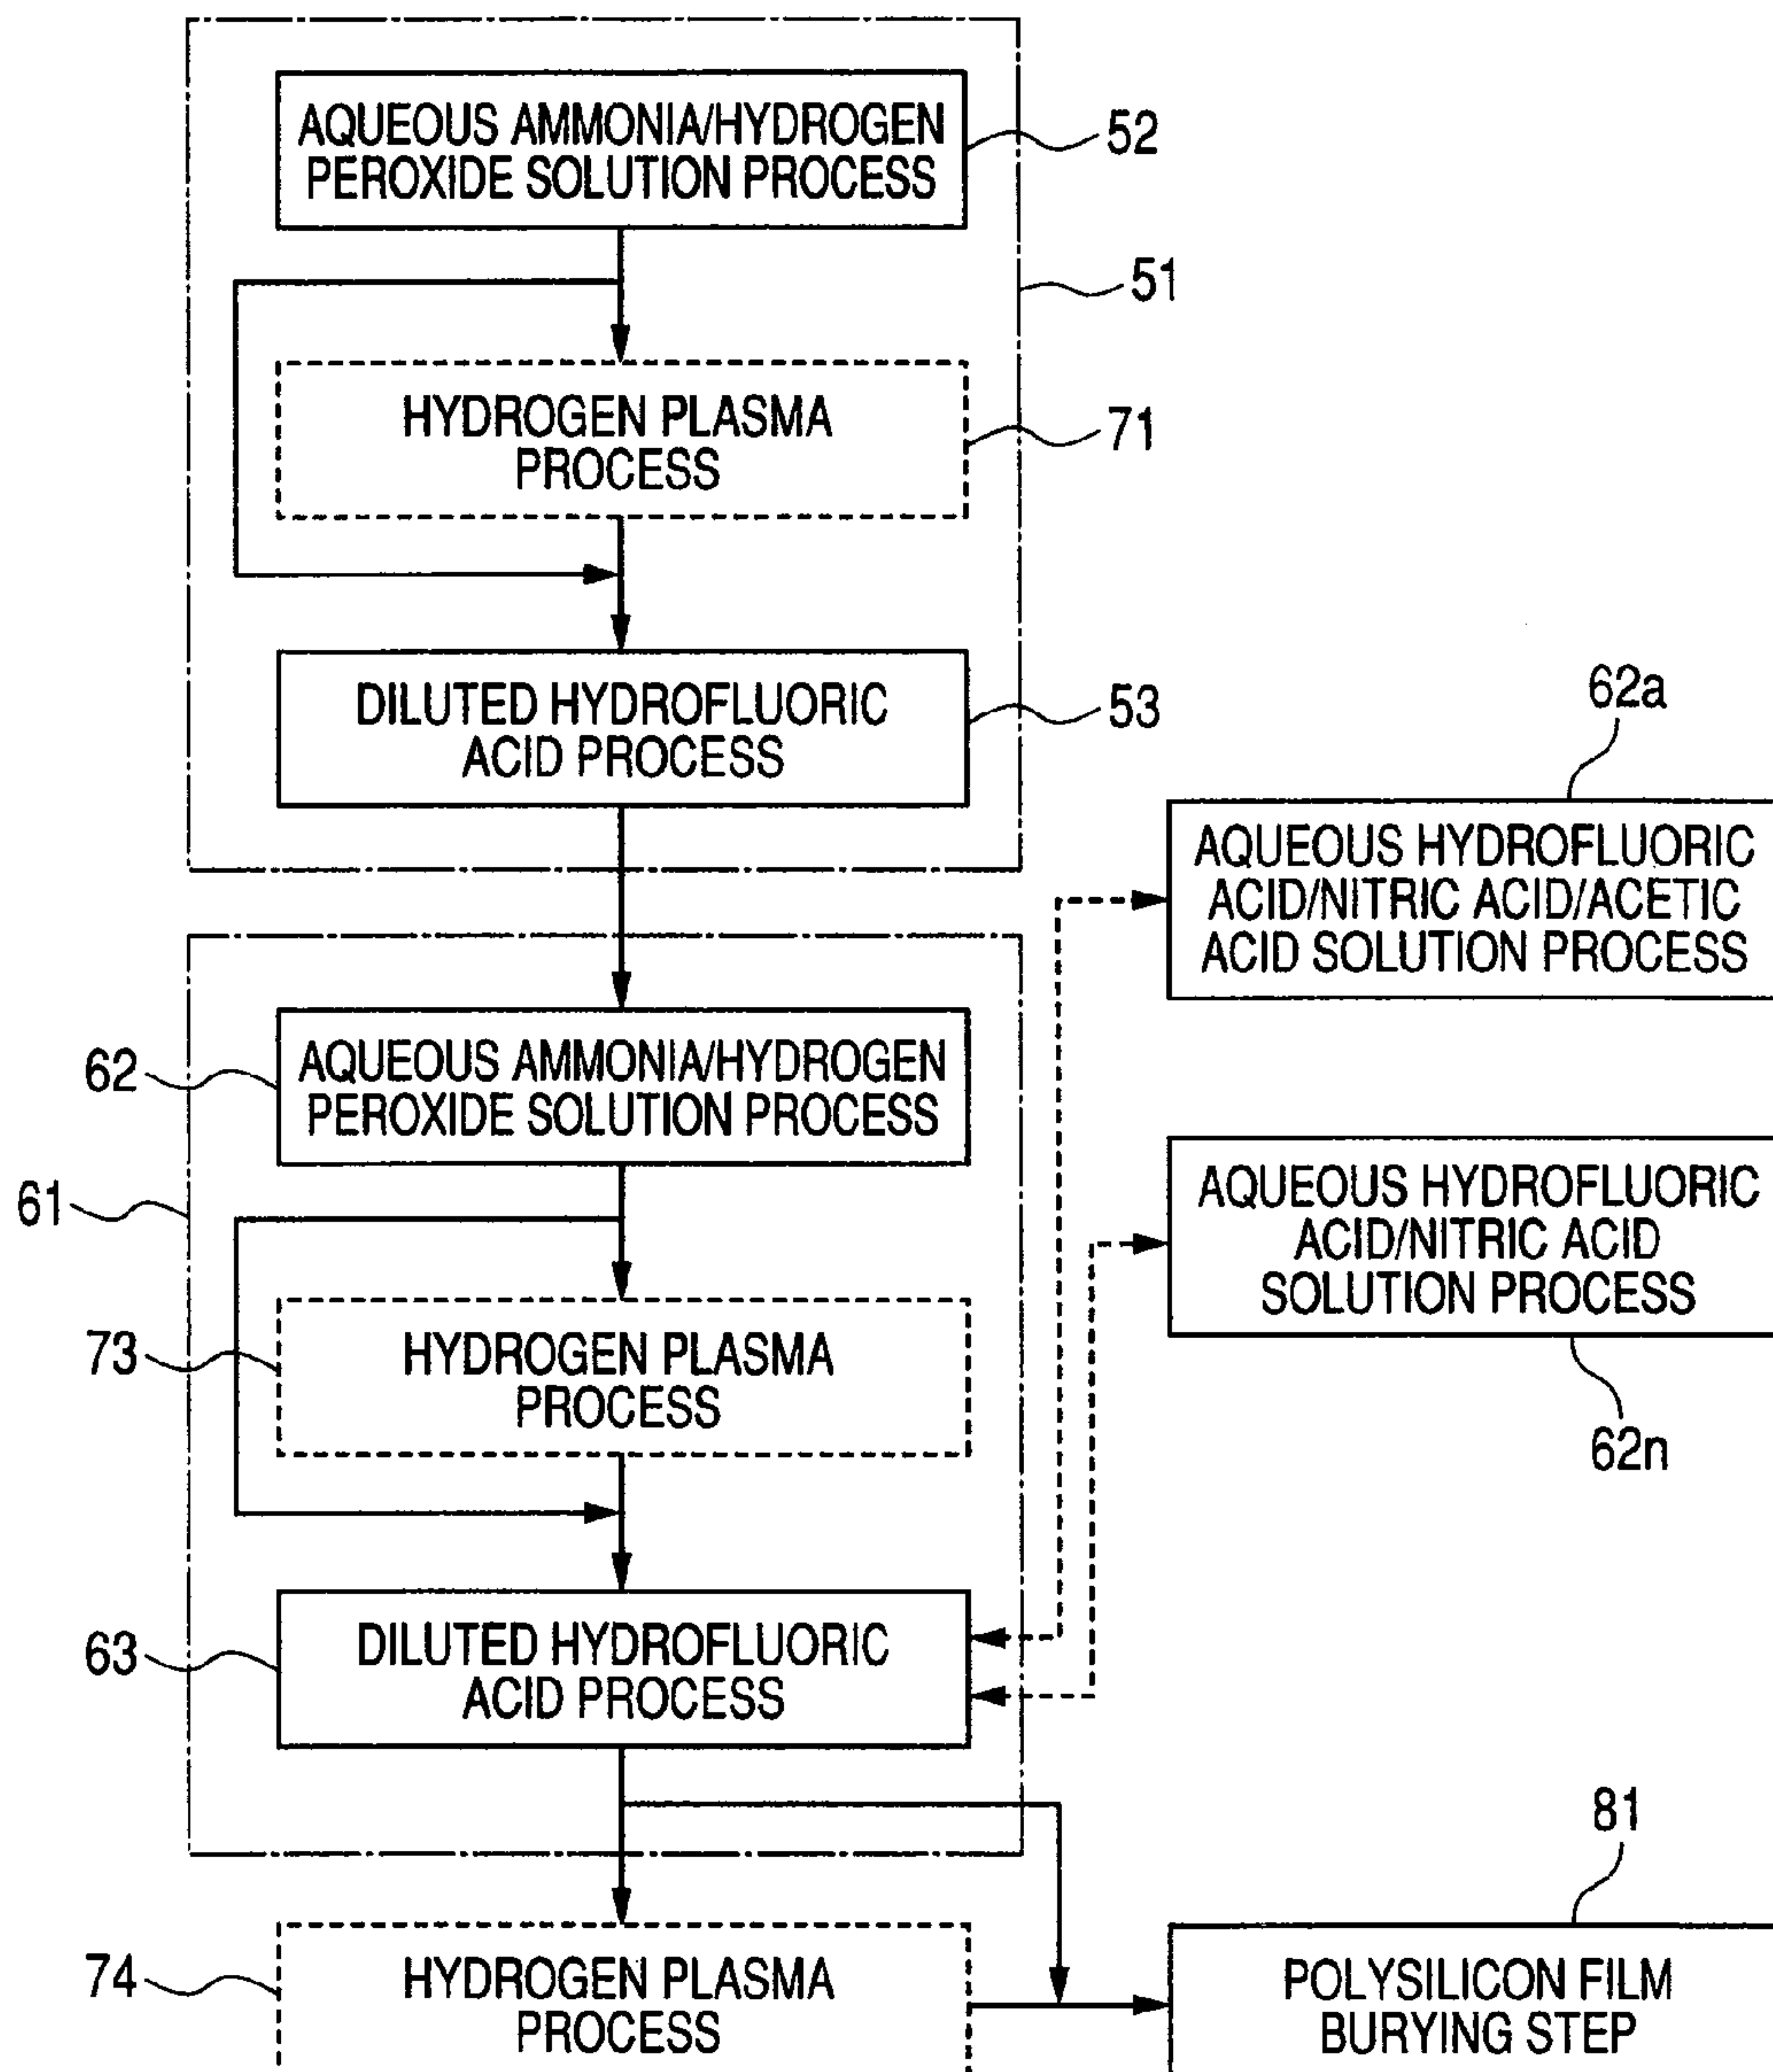 AQUEOUS AMMONIA/HYDROGEN
PEROXIDE SOLUTION PROCESS
52
51
HYDROGEN PLASMA
PROCESS
71
DILUTED HYDROFLUORIC
ACID PROCESS
53
62a
AQUEOUS HYDROFLUORIC
ACID/NITRIC ACID/ACETIC
ACID SOLUTION PROCESS
62
AQUEOUS AMMONIA/HYDROGEN
PEROXIDE SOLUTION PROCESS
61
AQUEOUS HYDROFLUORIC
ACID/NITRIC ACID
SOLUTION PROCESS
62n
73
HYDROGEN PLASMA
PROCESS
63
DILUTED HYDROFLUORIC
ACID PROCESS
81
74
HYDROGEN PLASMA
PROCESS
POLYSILICON FILM
BURYING STEP